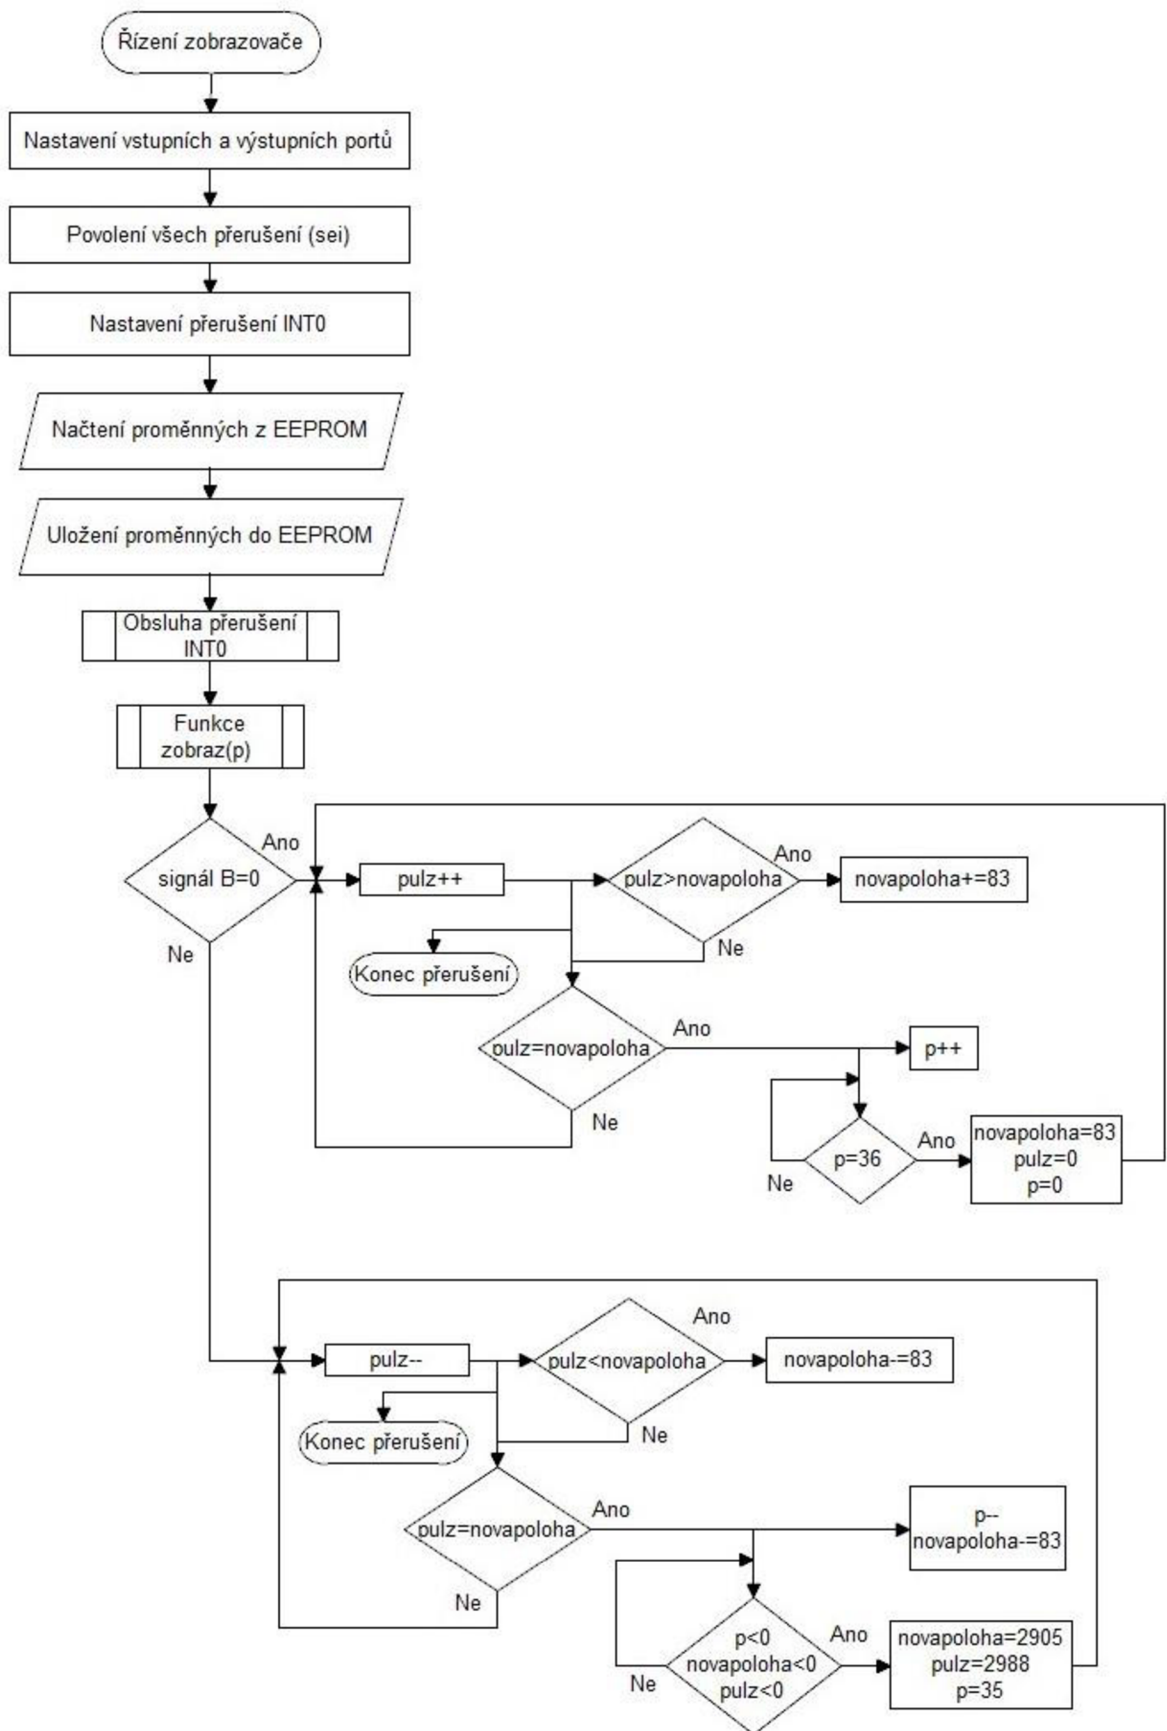 Řízení zobrazovače
Nastavení vstupních a výstupních portů
Povolení všech přerušení (sei)
Nastavení přerušení INT0
Načtení proměnných z EEPROM
Uložení proměnných do EEPROM
Obsluha přerušení
INT0
Funkce
zobraz(p)
signál B=0
Ano
Ne
pulz++
pulz>novapoloha
Ano
novapoloha+=83
Ne
Konec přerušení
pulz=novapoloha
Ano
p++
Ne
p=36
Ano
Ne
novapoloha=83
pulz=0
p=0
pulz--
pulz<novapoloha
Ano
novapoloha-=83
Ne
Konec přerušení
pulz=novapoloha
Ano
p--
novapoloha-=83
Ne
p<0
novapoloha<0
pulz<0
Ano
Ne
novapoloha=2905
pulz=2988
p=35